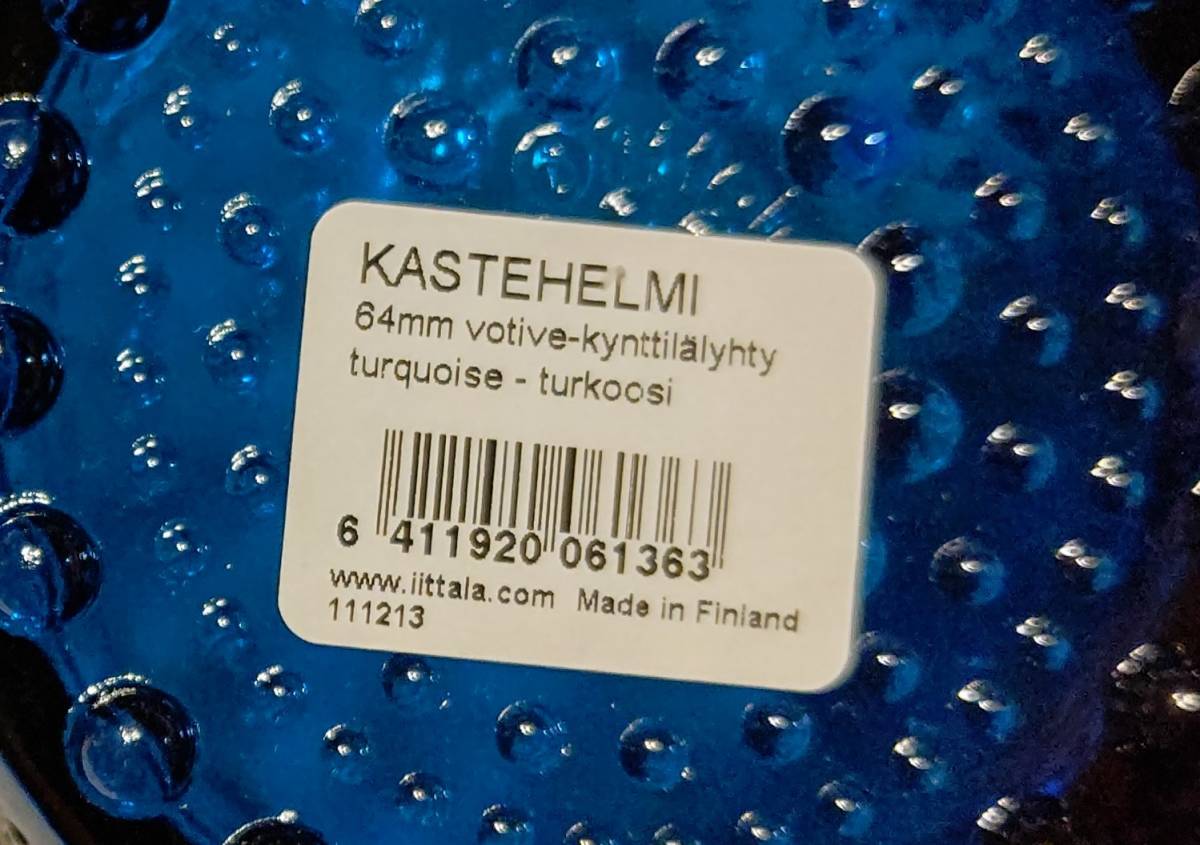 KASTEHELMI
64mm votive-kynttilälyhty
turquoise - turkoosi
6 411920 061363
www.iittala.com Made in Finland
111213